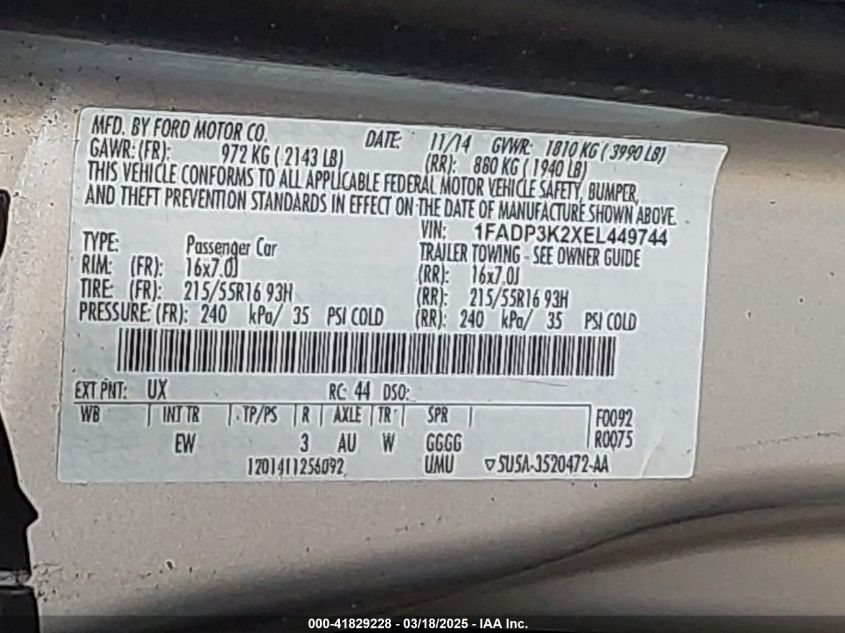 MFD. BY FORD MOTOR CO. DATE: 11/14 GVWR: 1810 KG ( 3990 LB)
GAWR:(FR): 972 KG ( 2143 LB) (RR): 880 KG ( 1940 LB)
THIS VEHICLE CONFORMS TO ALL APPLICABLE FEDERAL MOTOR VEHICLE SAFETY, BUMPER,
AND THEFT PREVENTION STANDARDS IN EFFECT ON THE DATE OF MANUFACTURE SHOWN ABOVE.
VIN: 1FADP3K2XEL449744
TYPE: Passenger Car TRAILER TOWING - SEE OWNER GUIDE
RIM: (FR): 16x7.0J (RR): 16x7.0J
TIRE: (FR): 215/55R16 93H (RR): 215/55R16 93H
PRESSURE: (FR): 240 kPa/ 35 PSI COLD (RR): 240 kPa/ 35 PSI COLD
EXT PNT: UX RC: 44 DSO:
WB INT TR TP/PS R AXLE TR SPR F0092
EW 3 AU W GGGG R0075
1201411256092 UMU ▽5U5A-3520472-AA
000-41829228 - 03/18/2025 - IAA Inc.